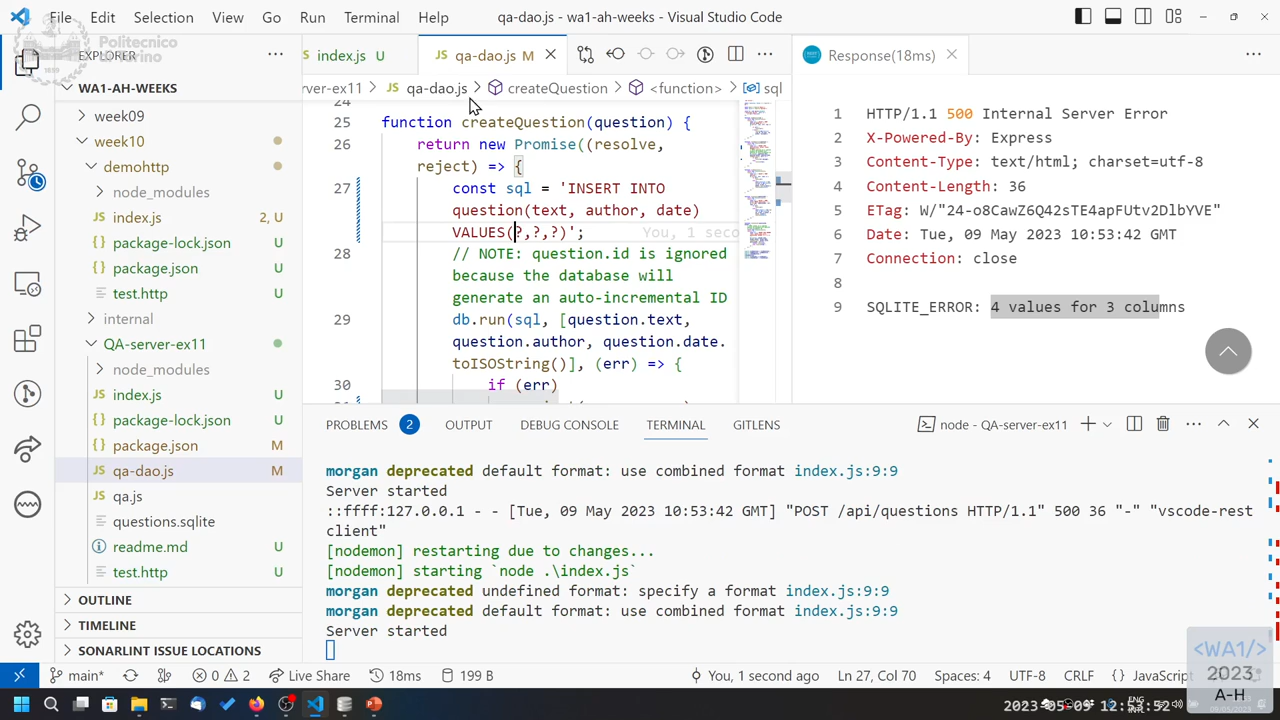 File Edit Selection View Go Run Terminal Help qa-dao.js - wa1-ah-weeks - Visual Studio Code
Politecnico
Torino
1859
EXPLORER
WA1-AH-WEEKS
week09
week10
demohttp
node_modules
index.js 2, U
package-lock.json U
package.json U
test.http U
internal
QA-server-ex11
node_modules
index.js U
package-lock.json U
package.json M
qa-dao.js M
qa.js
questions.sqlite
readme.md U
test.http U
OUTLINE
TIMELINE
SONARLINT ISSUE LOCATIONS
index.js U qa-dao.js M
erver-ex11 > qa-dao.js > createQuestion > <function> > sql
24
25 function createQuestion(question) {
26 return new Promise((resolve,
reject) => {
27 const sql = 'INSERT INTO
question(text, author, date)
VALUES(?,?,?)'; You, 1 seco
28 // NOTE: question.id is ignored
because the database will
generate an auto-incremental ID
29 db.run(sql, [question.text,
question.author, question.date.
toISOString()], (err) => {
30 if (err)
Response(18ms)
1 HTTP/1.1 500 Internal Server Error
2 X-Powered-By: Express
3 Content-Type: text/html; charset=utf-8
4 Content-Length: 36
5 ETag: W/"24-o8CawZ6Q42sTE4apFUtv2DlbYVE"
6 Date: Tue, 09 May 2023 10:53:42 GMT
7 Connection: close
8
9 SQLITE_ERROR: 4 values for 3 columns
PROBLEMS 2 OUTPUT DEBUG CONSOLE TERMINAL GITLENS node - QA-server-ex11
morgan deprecated default format: use combined format index.js:9:9
Server started
::ffff:127.0.0.1 - - [Tue, 09 May 2023 10:53:42 GMT] "POST /api/questions HTTP/1.1" 500 36 "-" "vscode-rest
client"
[nodemon] restarting due to changes...
[nodemon] starting `node .\index.js`
morgan deprecated undefined format: specify a format index.js:9:9
morgan deprecated default format: use combined format index.js:9:9
Server started
<WA1/>
2023
A-H
main* 0 2 Live Share 18ms 199 B You, 1 second ago Ln 27, Col 70 Spaces: 4 UTF-8 CRLF {} JavaScript
ENG